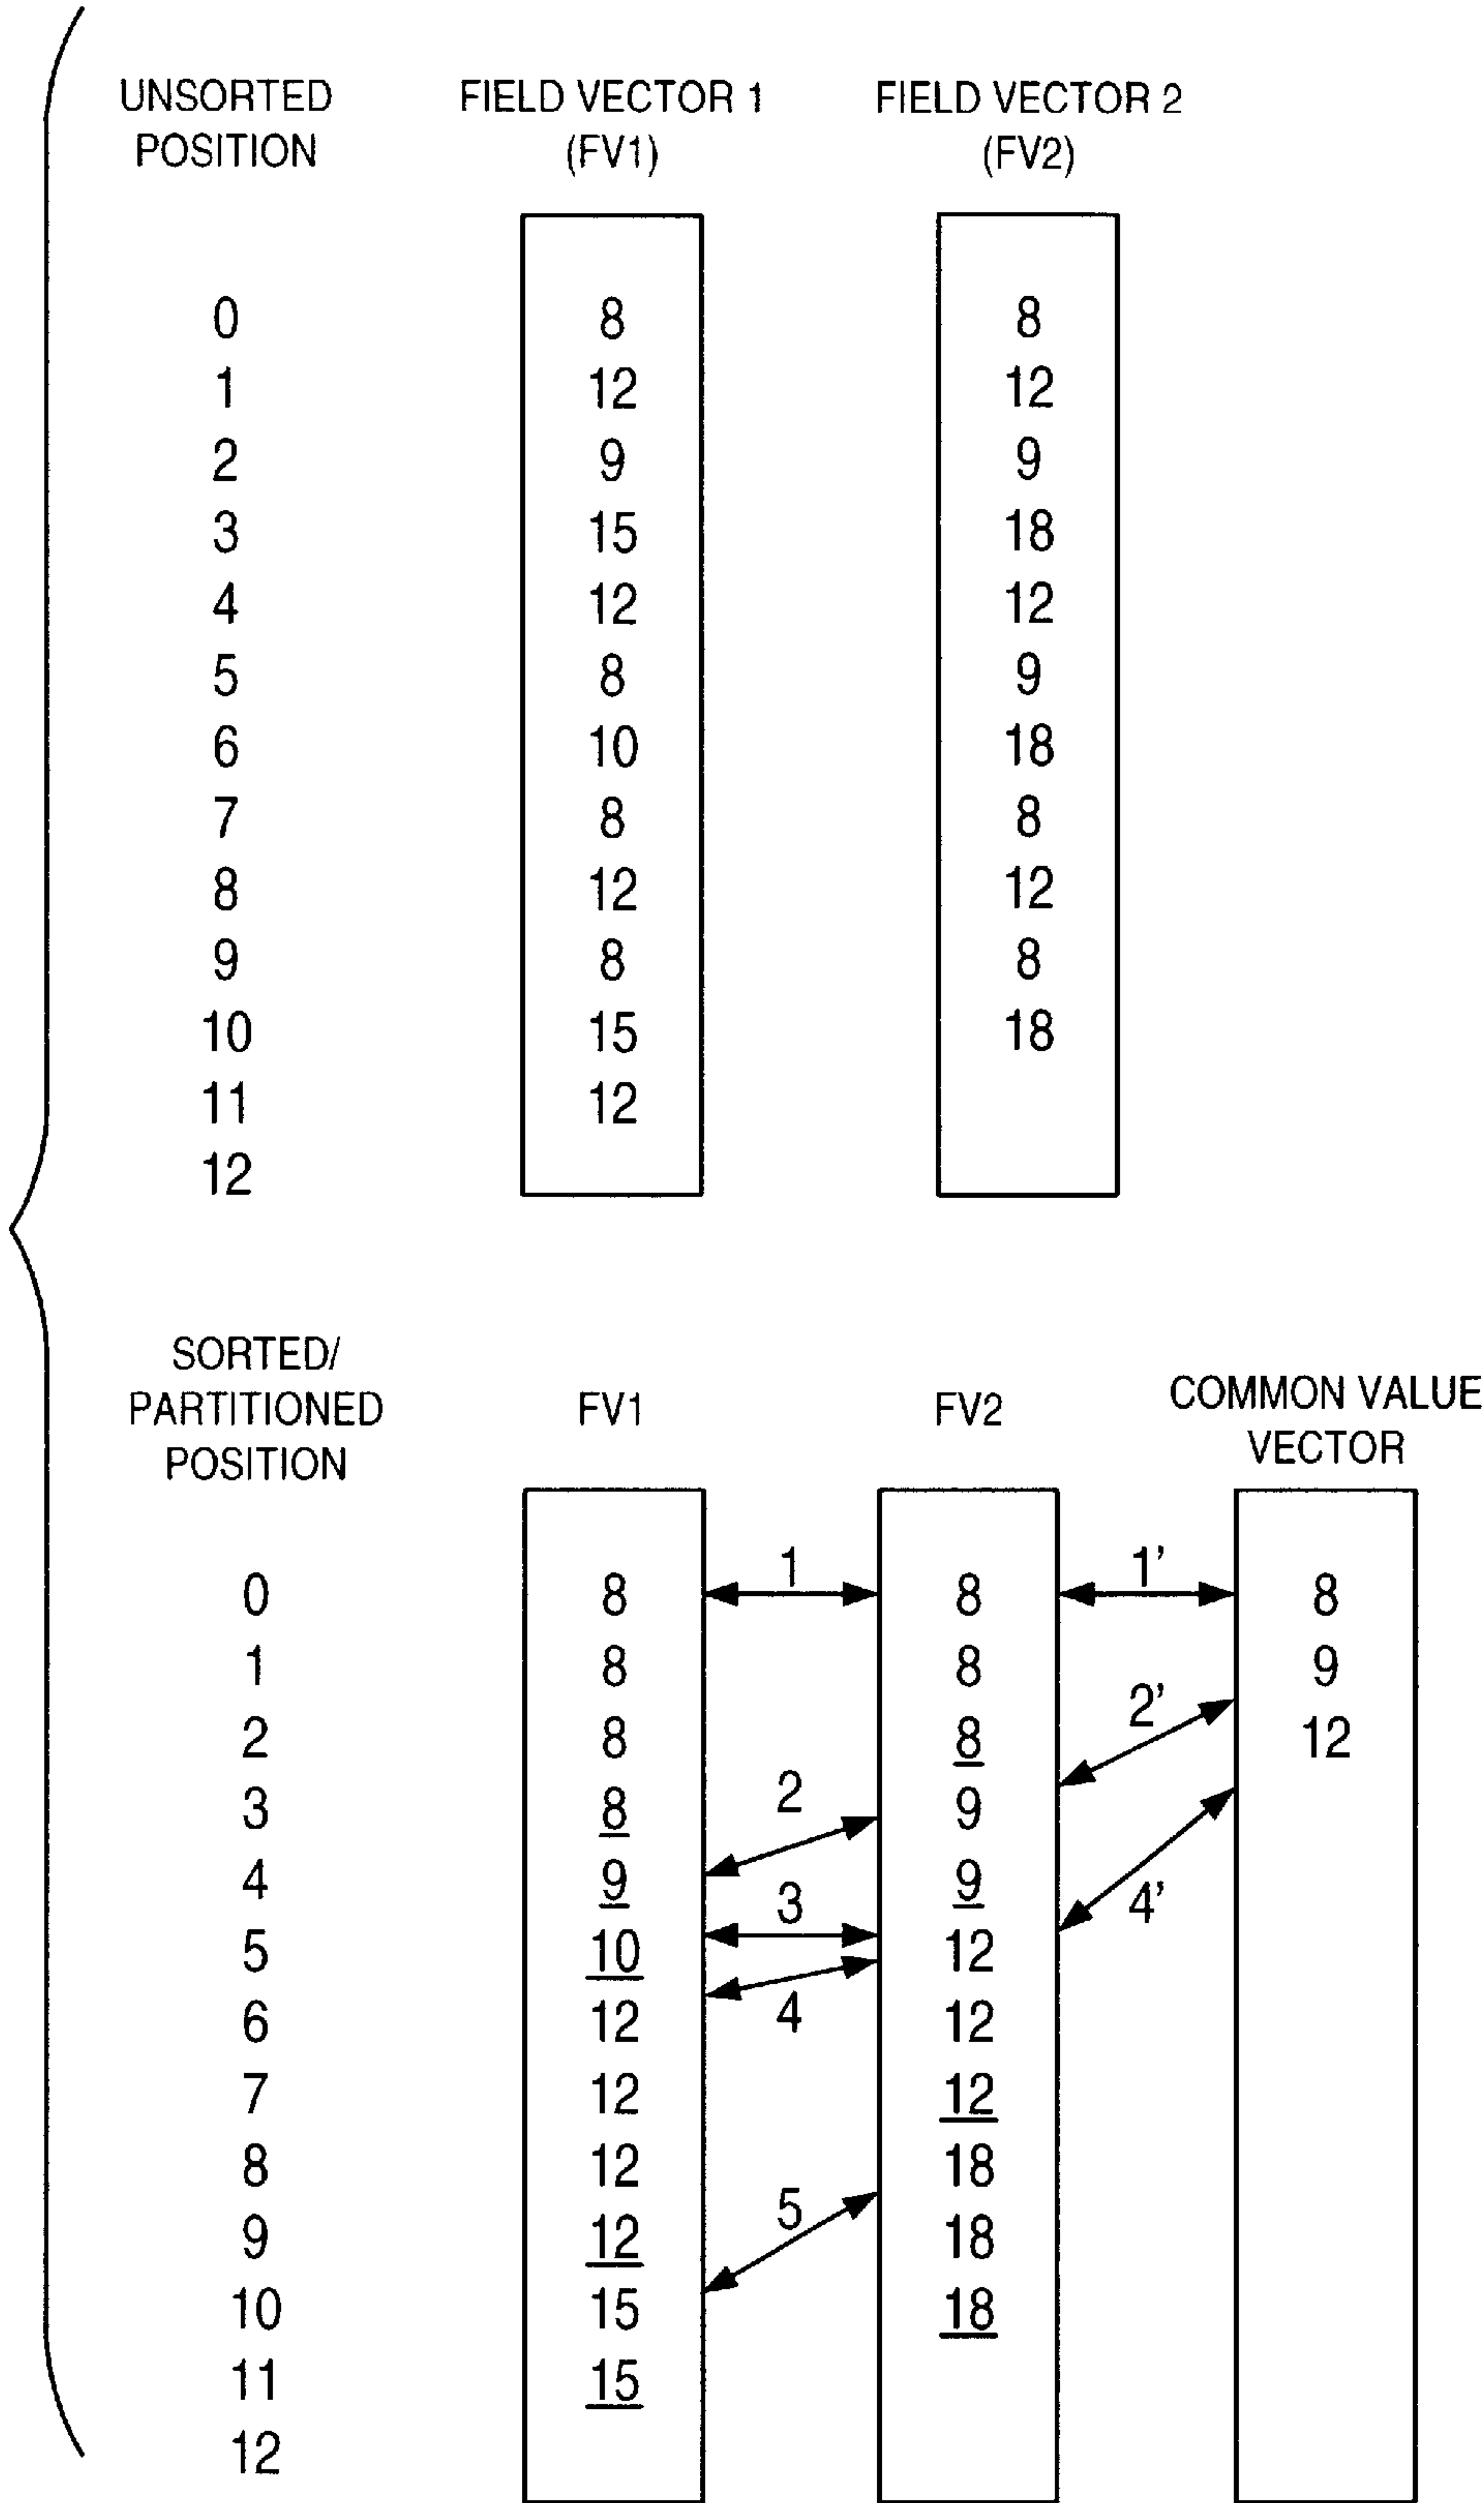 UNSORTED POSITION FIELD VECTOR 1 (FV1) FIELD VECTOR 2 (FV2)
0 8 8
1 12 12
2 9 9
3 15 18
4 12 12
5 8 9
6 10 18
7 8 8
8 12 12
9 8 8
10 15 18
11 12
12
SORTED/ PARTITIONED POSITION FV1 FV2 COMMON VALUE VECTOR
0 8 1 8 1' 8
1 8 8 9
2 8 8 2' 12
3 8 2 9
4 9 3 9 4'
5 10 12
6 12 4 12
7 12 12
8 12 18
9 12 5 18
10 15 18
11 15
12